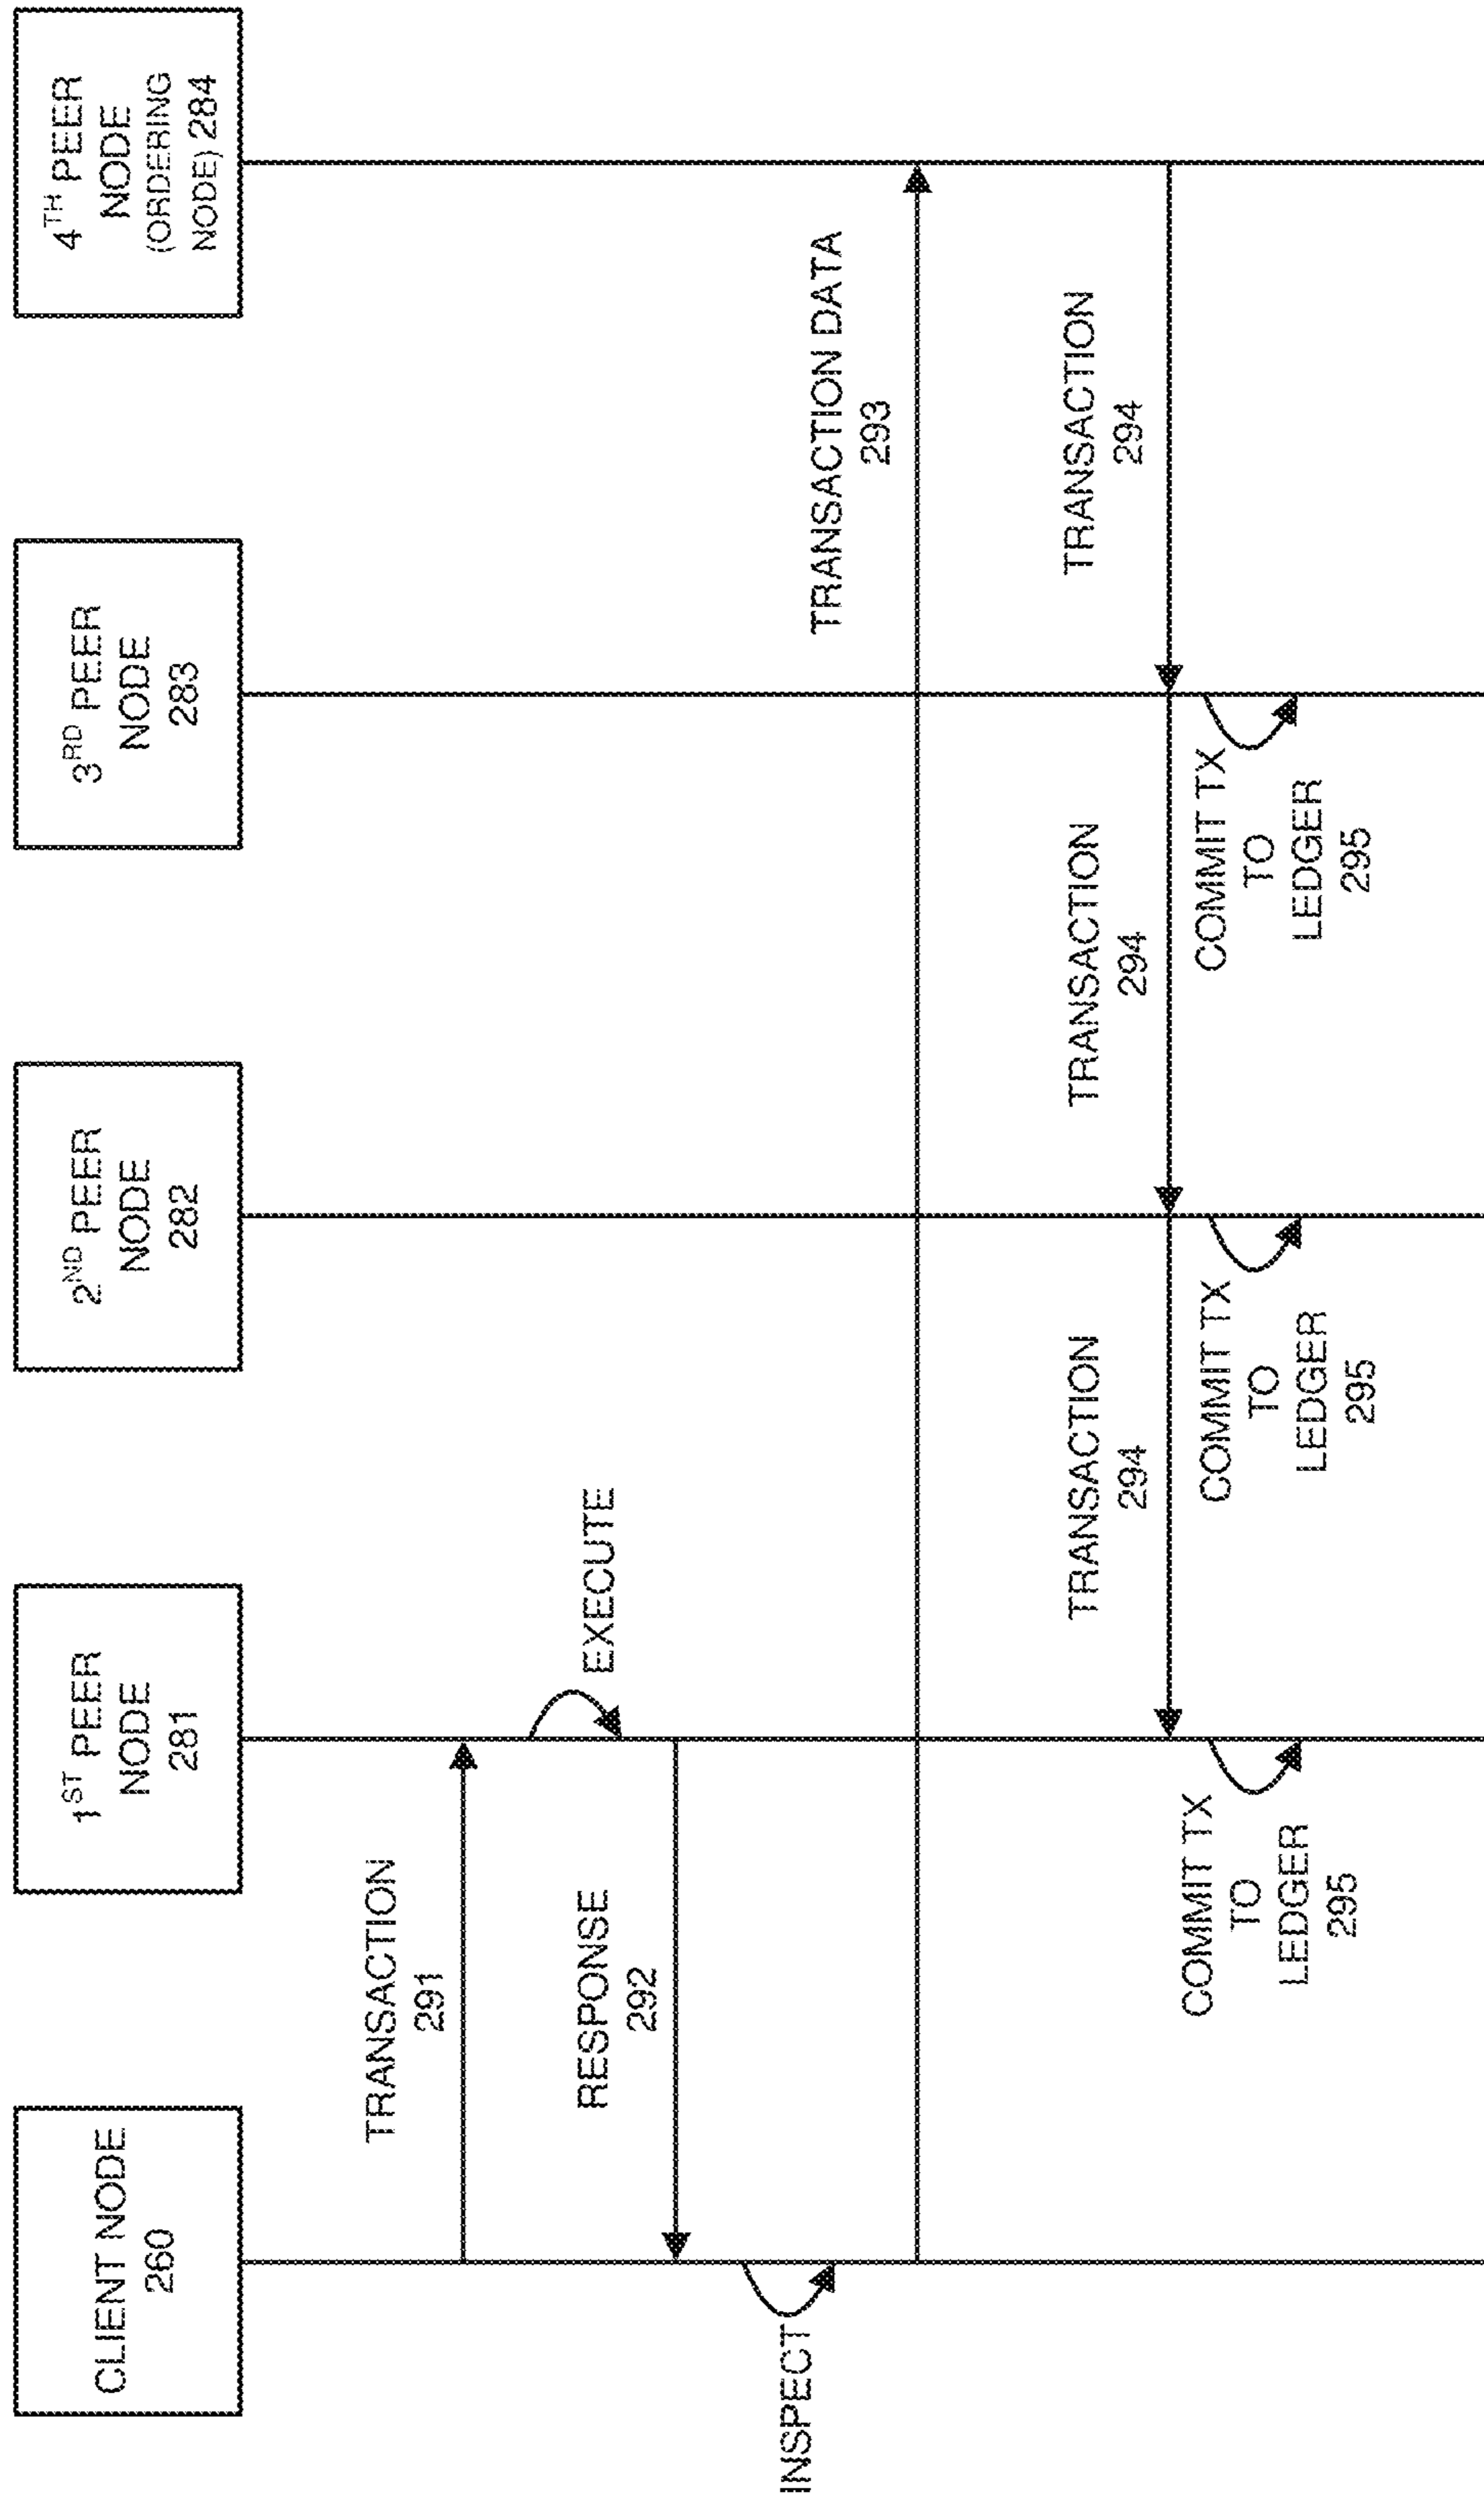 CLIENT NODE
260
1ST PEER
NODE
281
2ND PEER
NODE
282
3RD PEER
NODE
283
4TH PEER
NODE
(ORDERING
NODE) 284
TRANSACTION
291
EXECUTE
RESPONSE
292
INSPECT
TRANSACTION DATA
293
TRANSACTION
294
TRANSACTION
294
TRANSACTION
294
COMMIT TX
TO
LEDGER
295
COMMIT TX
TO
LEDGER
295
COMMIT TX
TO
LEDGER
295